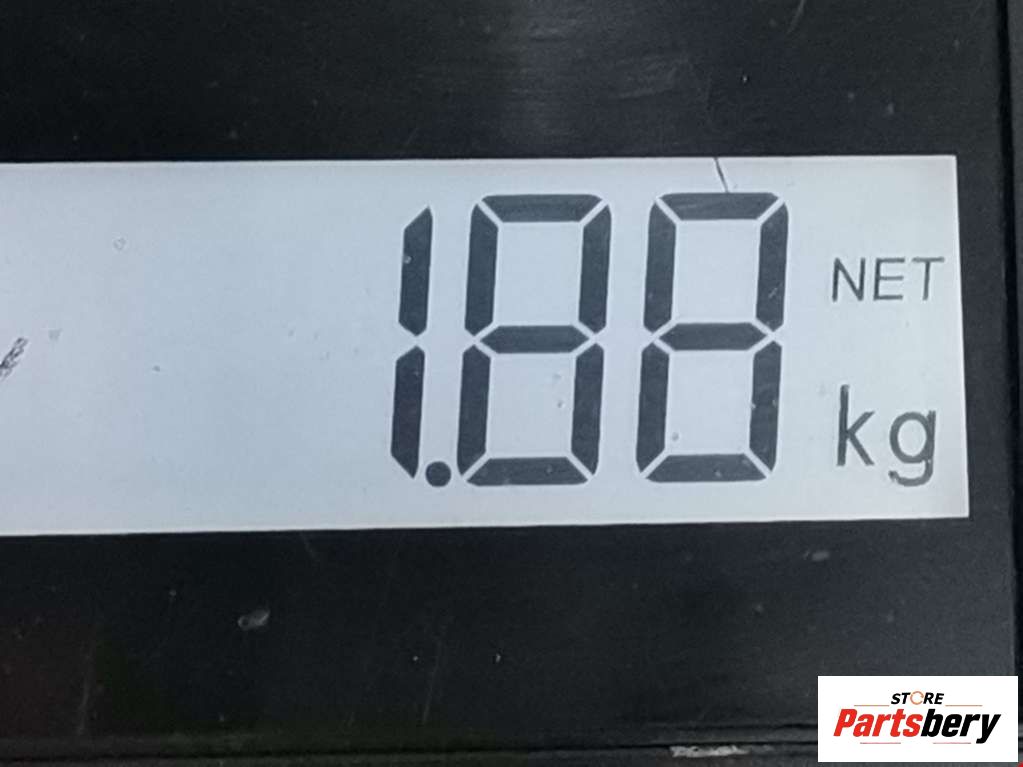 1.88
NET
kg
STORE
Partsbery